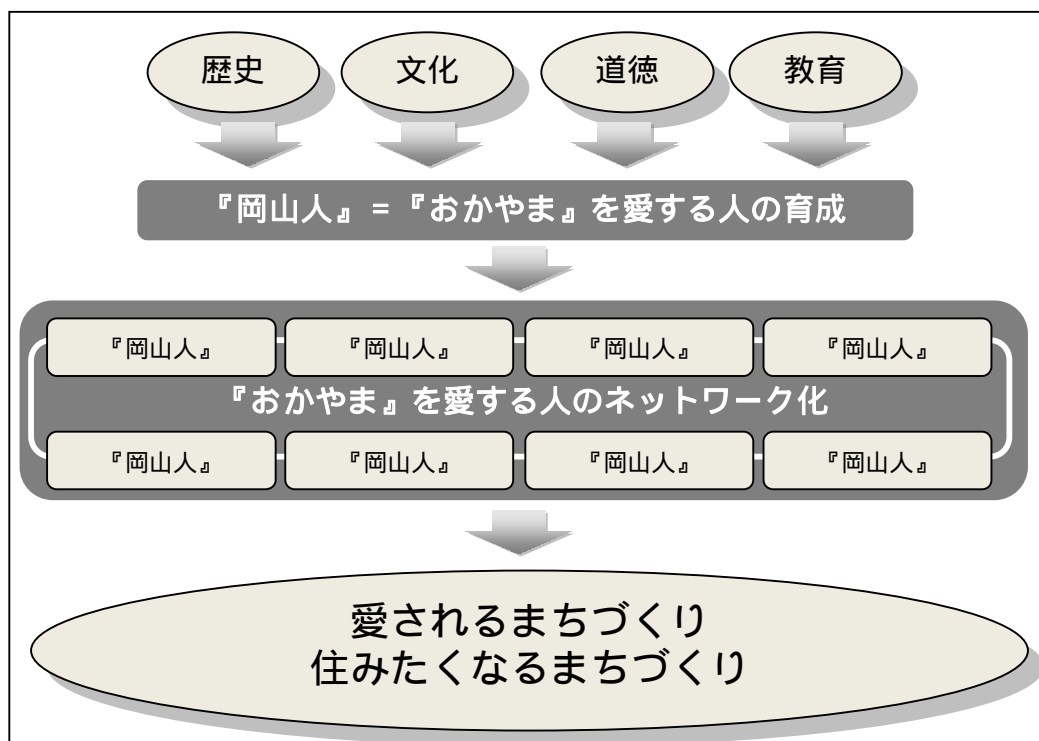 歴史
文化
道徳
教育
『岡山人』=『おかやま』を愛する人の育成
『岡山人』
『岡山人』
『岡山人』
『岡山人』
『おかやま』を愛する人のネットワーク化
『岡山人』
『岡山人』
『岡山人』
『岡山人』
愛されるまちづくり
住みたくなるまちづくり